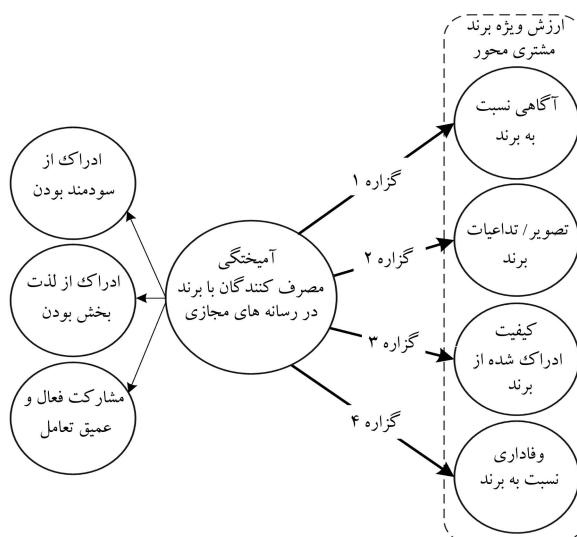 ارزش ویژه برند
مشتری محور
آگاهی نسبت
به برند
گزاره ۱
تصویر/ تداعیات
برند
گزاره ۲
کیفیت
ادراک شده از
برند
گزاره ۳
وفاداری
نسبت به برند
گزاره ۴
آمیختگی
مصرف کنندگان با برند
در رسانه های مجازی
ادراک از
سودمند بودن
ادراک از لذت
بخش بودن
مشارکت فعال و
عمیق تعامل